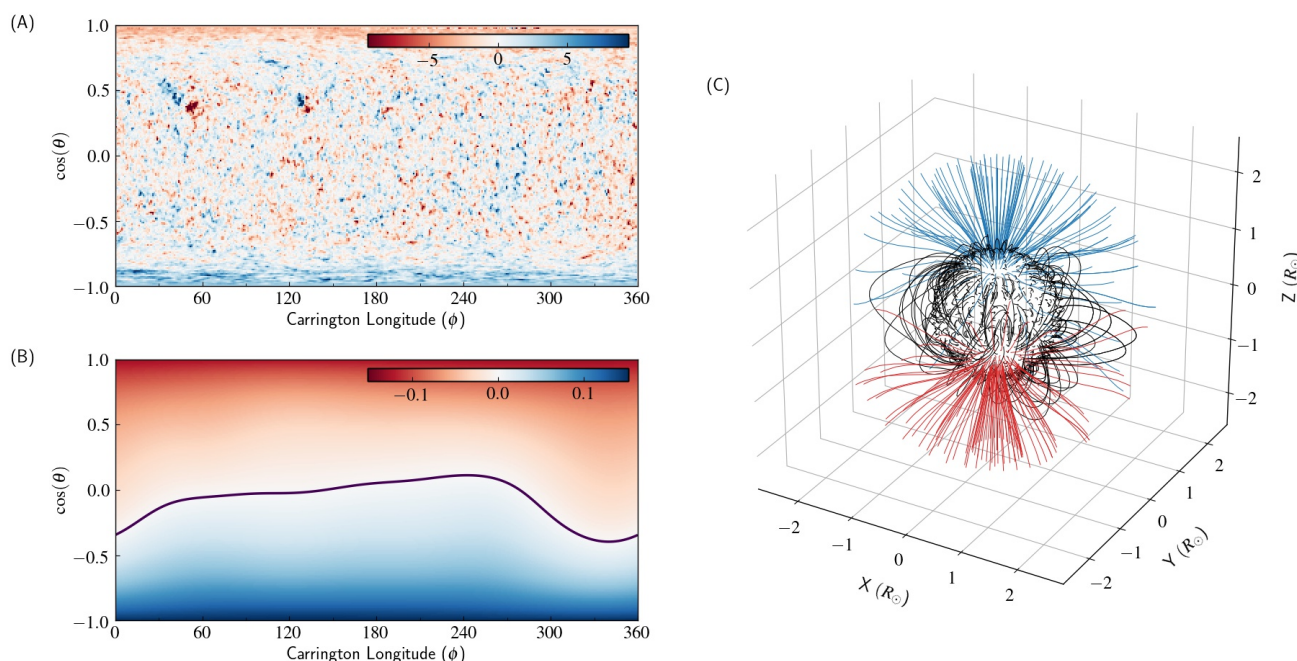 (A)
1.0
0.5
0.0
−0.5
−1.0
cos(θ)
−5 0 5
0 60 120 180 240 300 360
Carrington Longitude (ϕ)
(B)
1.0
0.5
0.0
−0.5
−1.0
cos(θ)
−0.1 0.0 0.1
0 60 120 180 240 300 360
Carrington Longitude (ϕ)
(C)
2
1
0
−1
−2
Z (R⊙)
−2 −1 0 1 2
X (R⊙)
−2 −1 0 1 2
Y (R⊙)